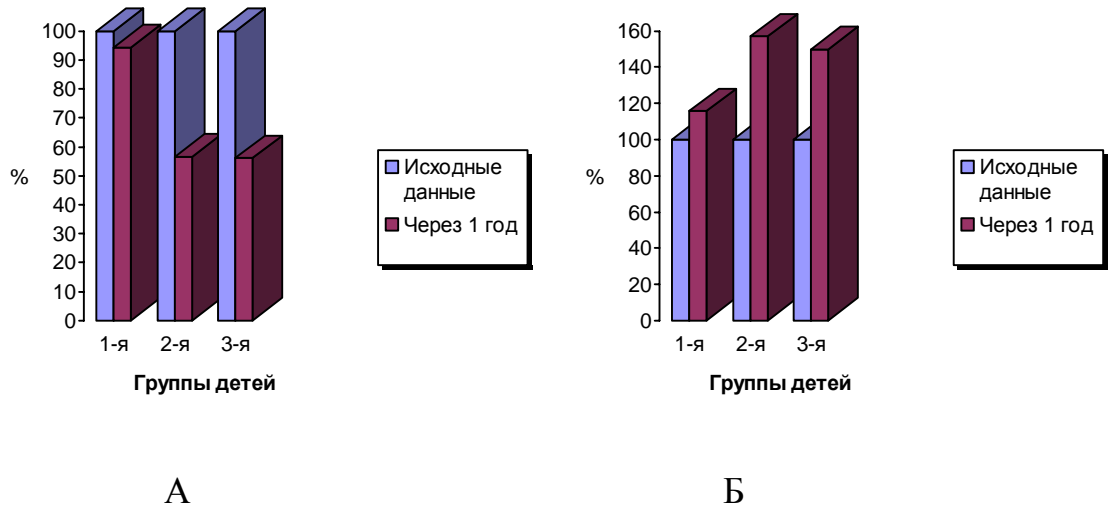 100
90
80
70
60
50
40
30
20
10
0
%
1-я 2-я 3-я
Группы детей
Исходные
данные
Через 1 год
А
160
140
120
100
80
60
40
20
0
%
1-я 2-я 3-я
Группы детей
Исходные
данные
Через 1 год
Б